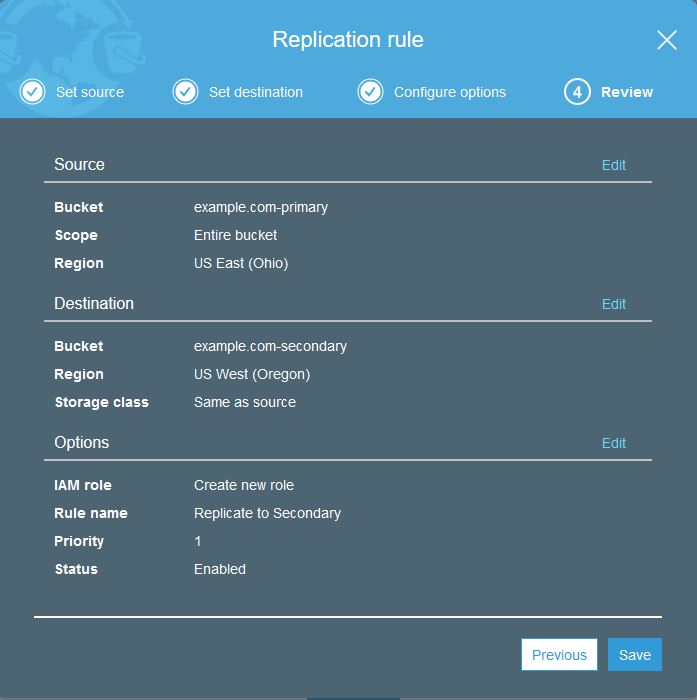 Replication rule
Set source Set destination Configure options 4 Review
Source Edit
Bucket example.com-primary
Scope Entire bucket
Region US East (Ohio)
Destination Edit
Bucket example.com-secondary
Region US West (Oregon)
Storage class Same as source
Options Edit
IAM role Create new role
Rule name Replicate to Secondary
Priority 1
Status Enabled
Previous Save